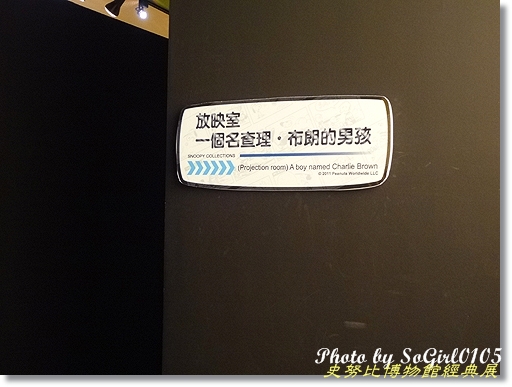 放映室
一個名查理·布朗的男孩
SNOOPY COLLECTIONS
(Projection room) A boy named Charlie Brown
© 2011 Peanuts Worldwide LLC
Photo by SoGirl0105
史努比博物館經典展